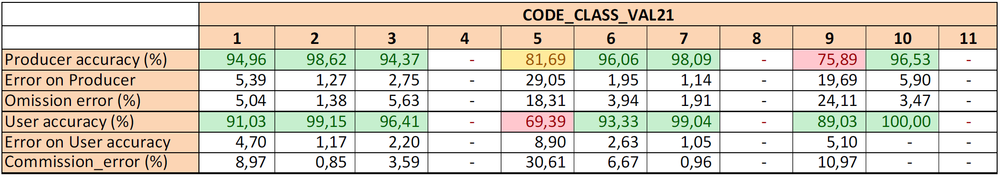 CODE_CLASS_VAL21
1 2 3 4 5 6 7 8 9 10 11
Producer accuracy (%) 94,96 98,62 94,37 - 81,69 96,06 98,09 - 75,89 96,53 -
Error on Producer 5,39 1,27 2,75 - 29,05 1,95 1,14 - 19,69 5,90 -
Omission error (%) 5,04 1,38 5,63 - 18,31 3,94 1,91 - 24,11 3,47 -
User accuracy (%) 91,03 99,15 96,41 - 69,39 93,33 99,04 - 89,03 100,00 -
Error on User accuracy 4,70 1,17 2,20 - 8,90 2,63 1,05 - 5,10 - -
Commission_error (%) 8,97 0,85 3,59 - 30,61 6,67 0,96 - 10,97 - -